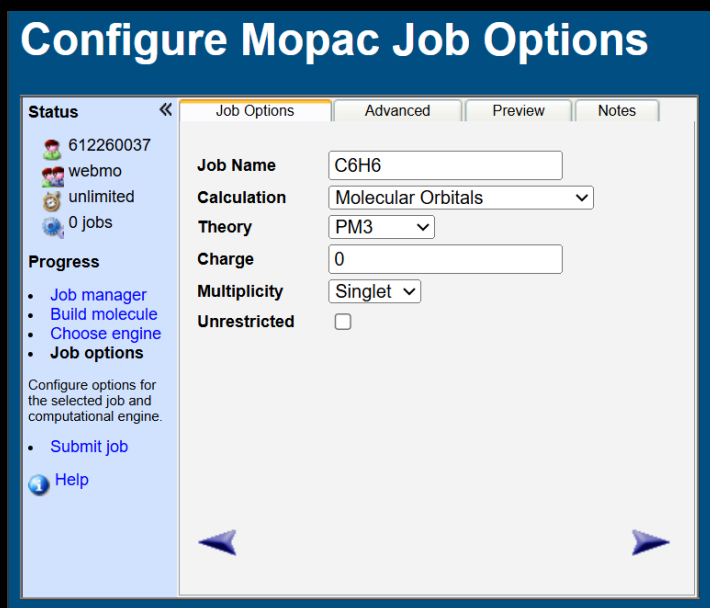 Configure Mopac Job Options
Status
612260037
webmo
unlimited
0 jobs
Progress
Job manager
Build molecule
Choose engine
Job options
Configure options for
the selected job and
computational engine.
Submit job
Help
Job Options Advanced Preview Notes
Job Name C6H6
Calculation Molecular Orbitals
Theory PM3
Charge 0
Multiplicity Singlet
Unrestricted